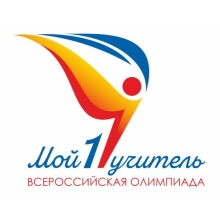 Мой 1 учитель
ВСЕРОССИЙСКАЯ ОЛИМПИАДА